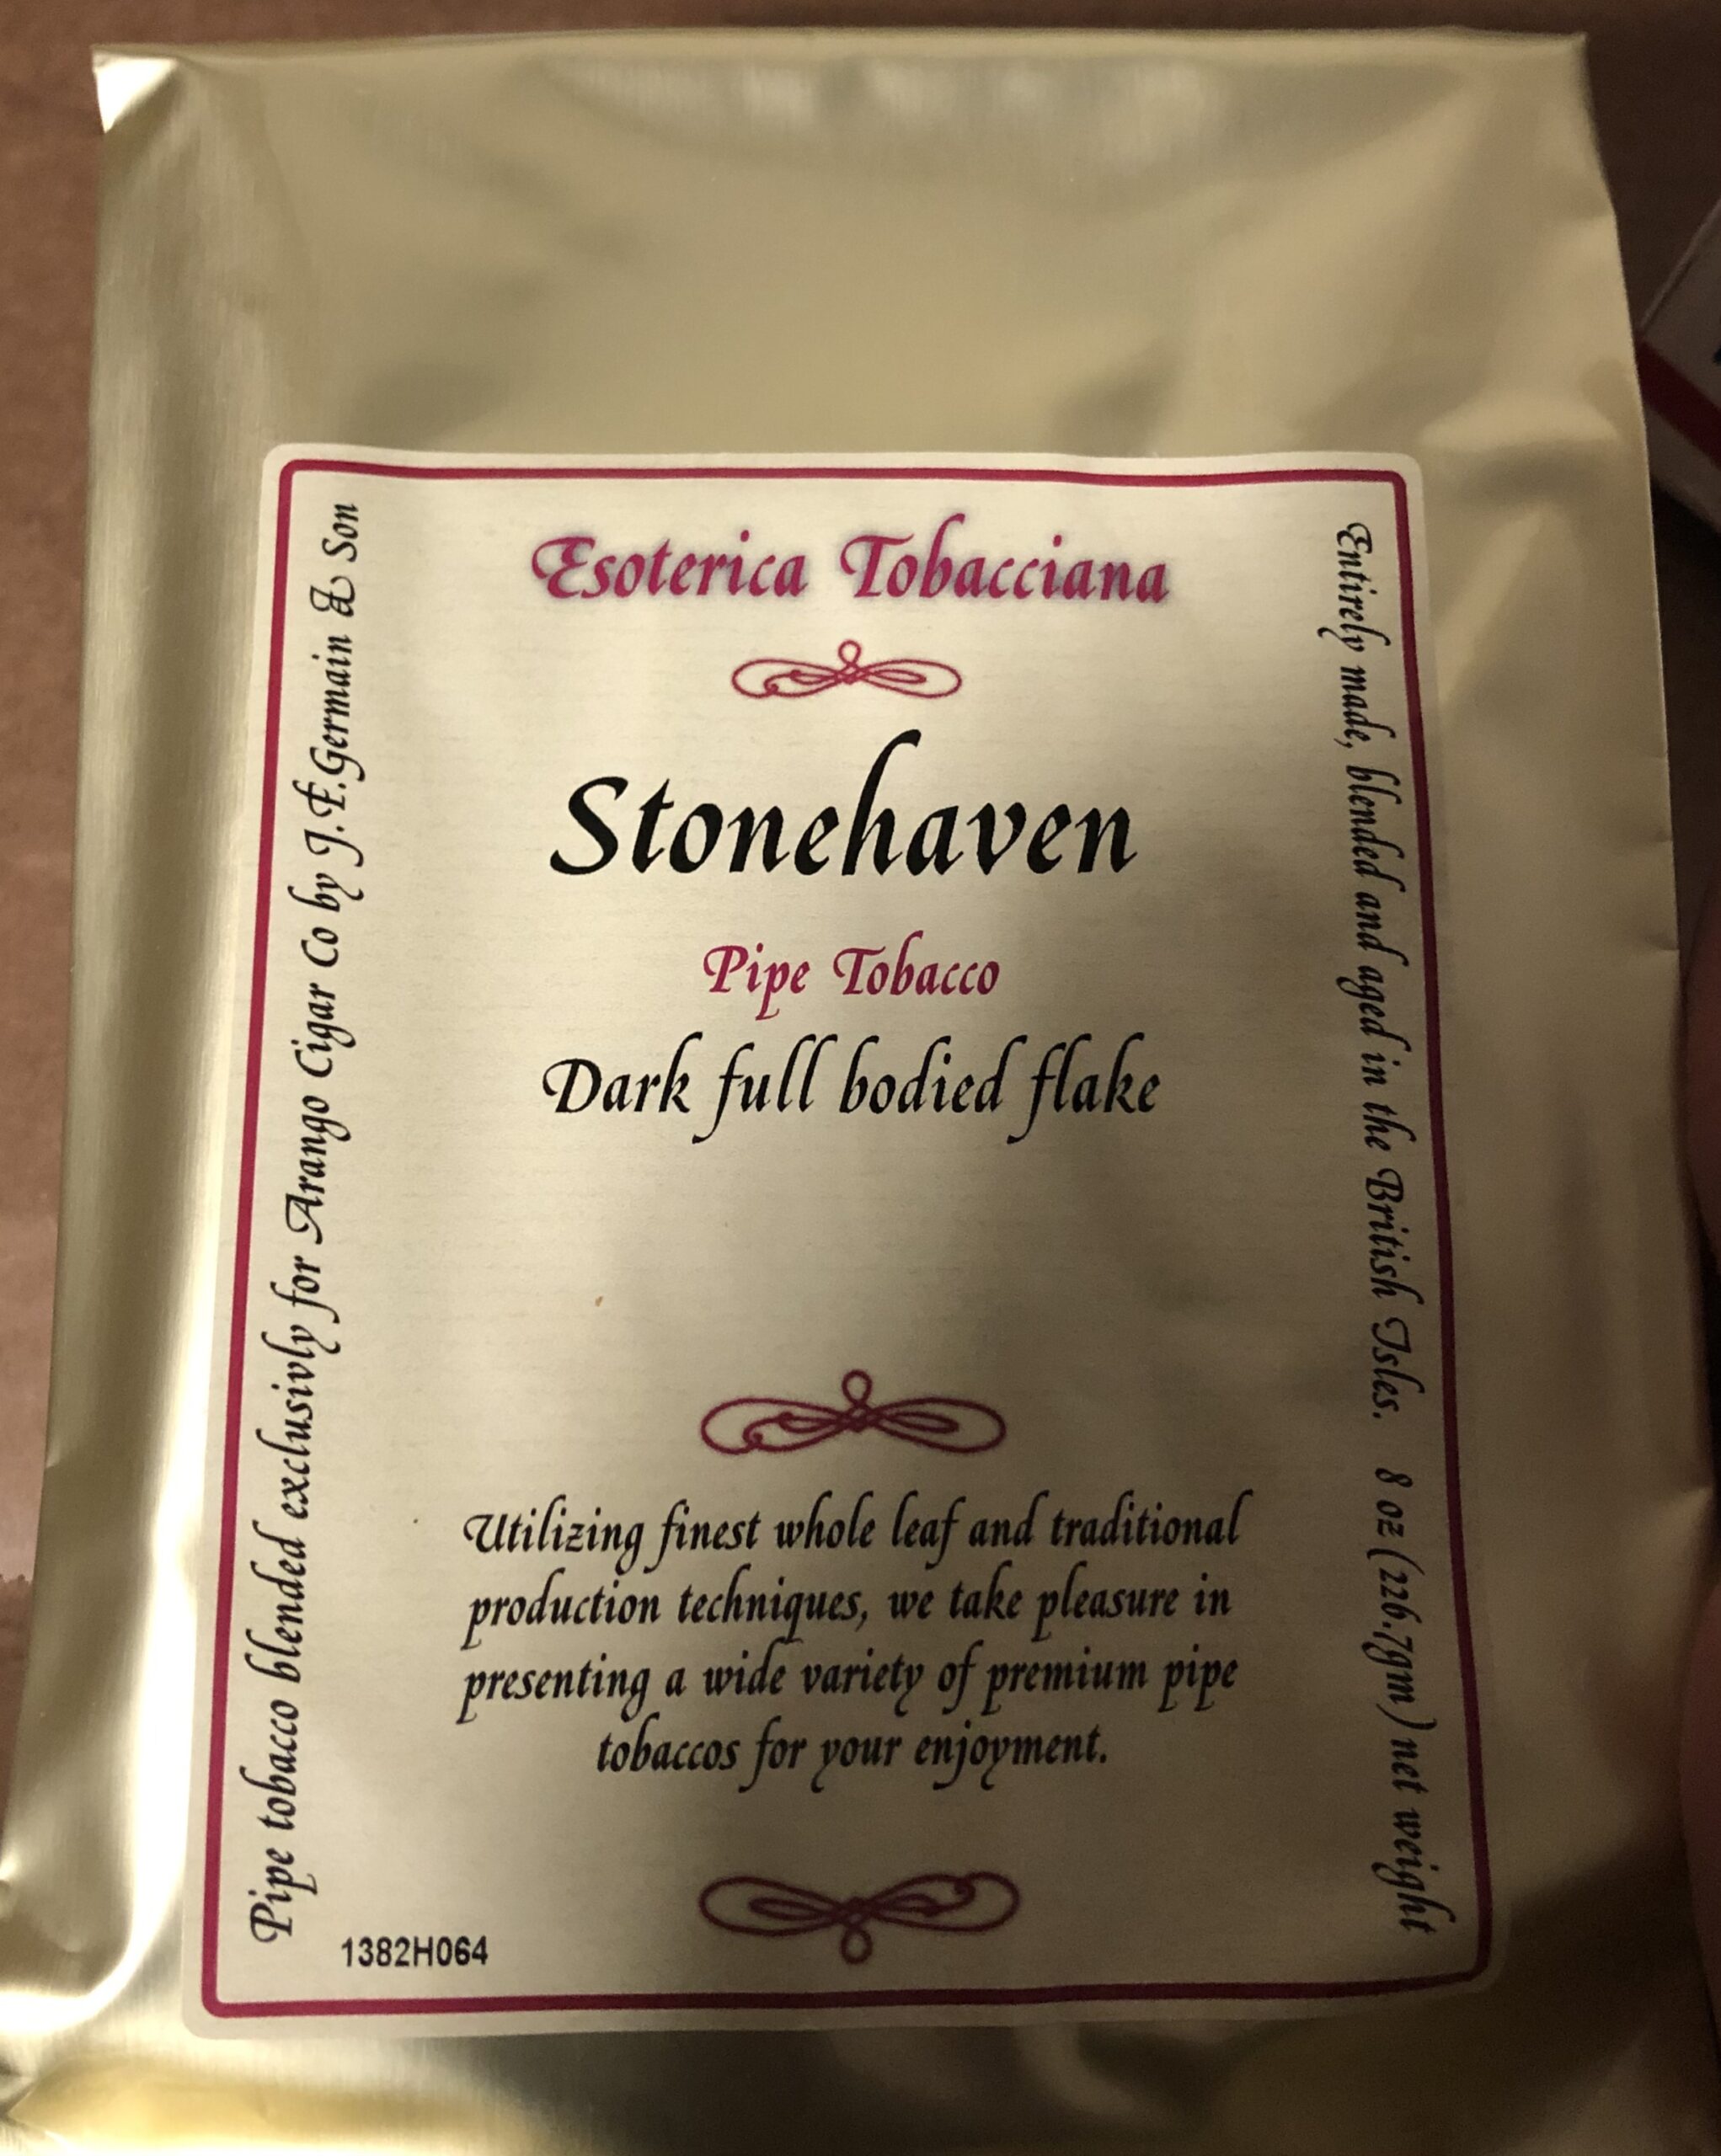 Esoterica Tobacciana
Stonehaven
Pipe Tobacco
Dark full bodied flake
Utilizing finest whole leaf and traditional
production techniques, we take pleasure in
presenting a wide variety of premium pipe
tobaccos for your enjoyment.
Pipe tobacco blended exclusivly for Arango Cigar Co by J.F.Germain & Son
Entirely made, blended and aged in the British Isles. 8 oz (226.7gm) net weight
1382H064